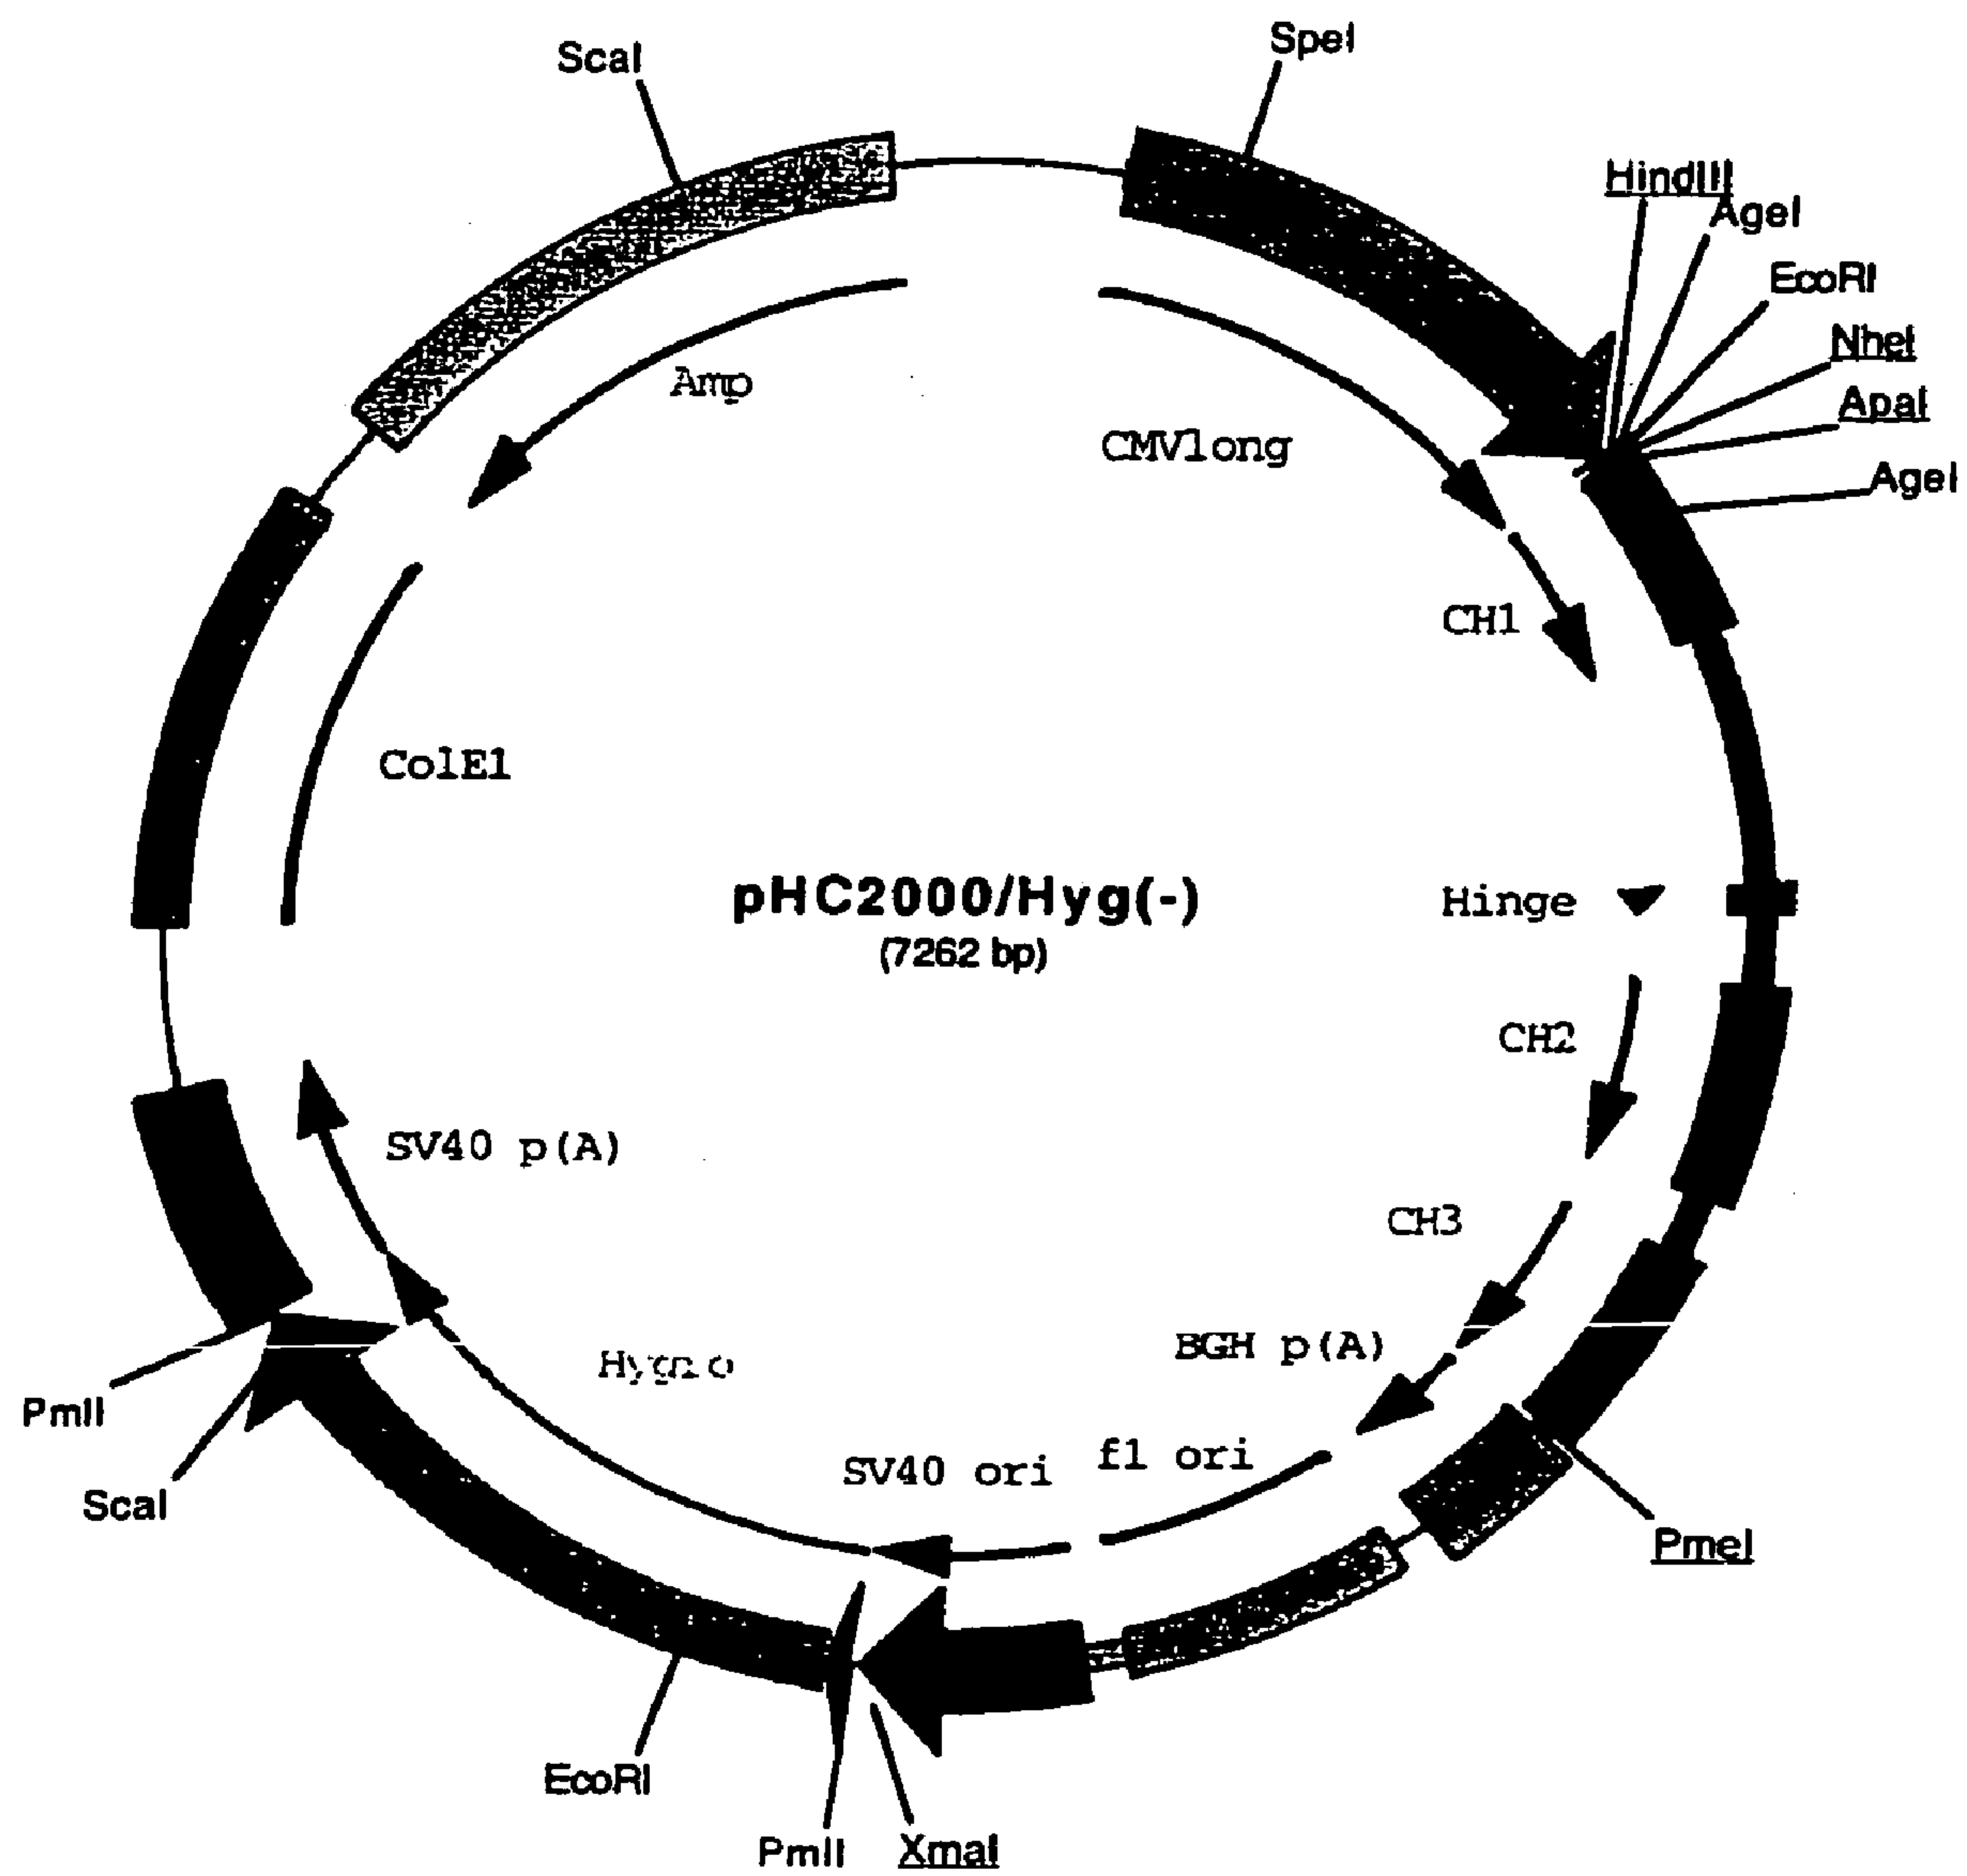 ScaI
SpeI
HindIII
AgeI
EcoRI
NheI
ApaI
AgeI
Amp
CMVlong
CH1
ColE1
pHC2000/Hyg(-)
(7262 bp)
Hinge
CH2
SV40 p(A)
CH3
BGH p(A)
Hygro
SV40 ori
f1 ori
PmlI
ScaI
PmeI
EcoRI
PmlI
XmaI